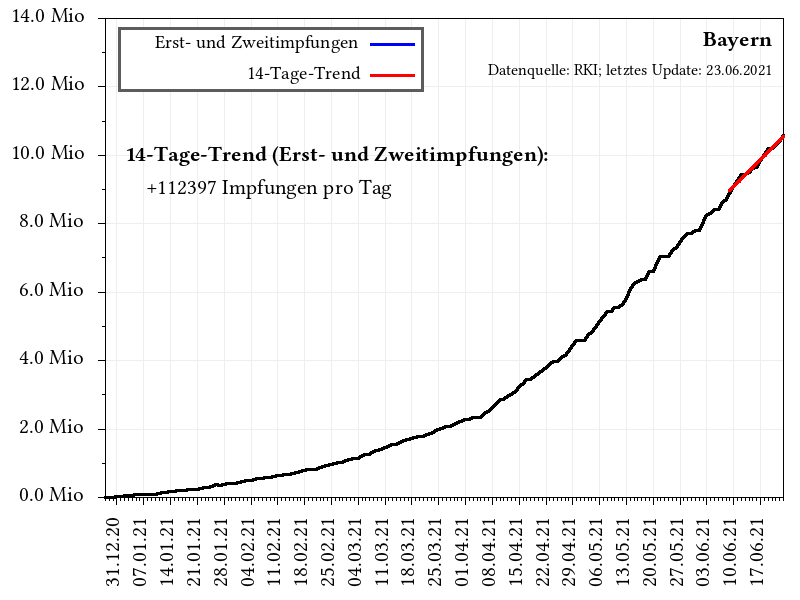 14.0 Mio
12.0 Mio
10.0 Mio
8.0 Mio
6.0 Mio
4.0 Mio
2.0 Mio
0.0 Mio
Erst- und Zweitimpfungen
14-Tage-Trend
Bayern
Datenquelle: RKI; letztes Update: 23.06.2021
14-Tage-Trend (Erst- und Zweitimpfungen):
+112397 Impfungen pro Tag
31.12.20
07.01.21
14.01.21
21.01.21
28.01.21
04.02.21
11.02.21
18.02.21
25.02.21
04.03.21
11.03.21
18.03.21
25.03.21
01.04.21
08.04.21
15.04.21
22.04.21
29.04.21
06.05.21
13.05.21
20.05.21
27.05.21
03.06.21
10.06.21
17.06.21